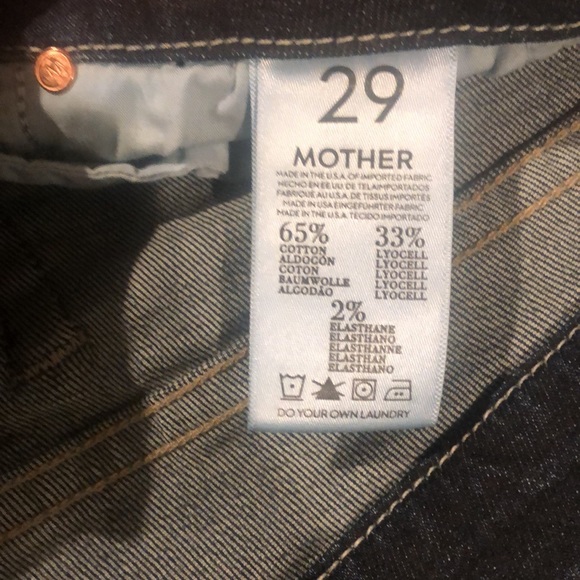 29
MOTHER
MADE IN THE U.S.A. OF IMPORTED FABRIC
HECHO EN EE.UU. DE TELA IMPORTADOS
FABRIQUE AU U.S.A. DE TISSUS IMPORTÉS
MADE IN USA EINGEFÜHRTER FABRIC
MADE IN THE U.S.A TECIDO IMPORTADO
65% 33%
COTTON LYOCELL
ALDOGÓN LYOCELL
COTON LYOCELL
BAUMWOLLE LYOCELL
ALGODÃO LYOCELL
2%
ELASTHANE
ELASTHANO
ELASTHANNE
ELASTHAN
ELASTHANO
DO YOUR OWN LAUNDRY